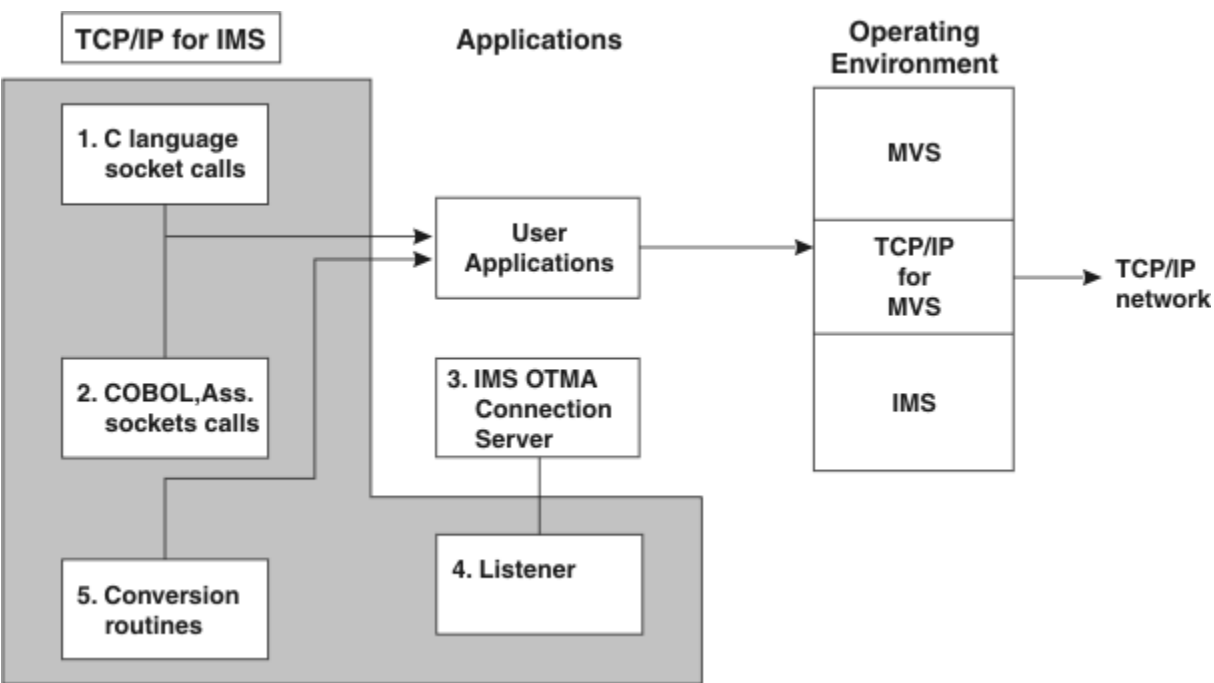 TCP/IP for IMS
Applications
Operating
Environment
1. C language
socket calls
User
Applications
MVS
TCP/IP
for
MVS
TCP/IP
network
2. COBOL,Ass.
sockets calls
3. IMS OTMA
Connection
Server
IMS
5. Conversion
routines
4. Listener